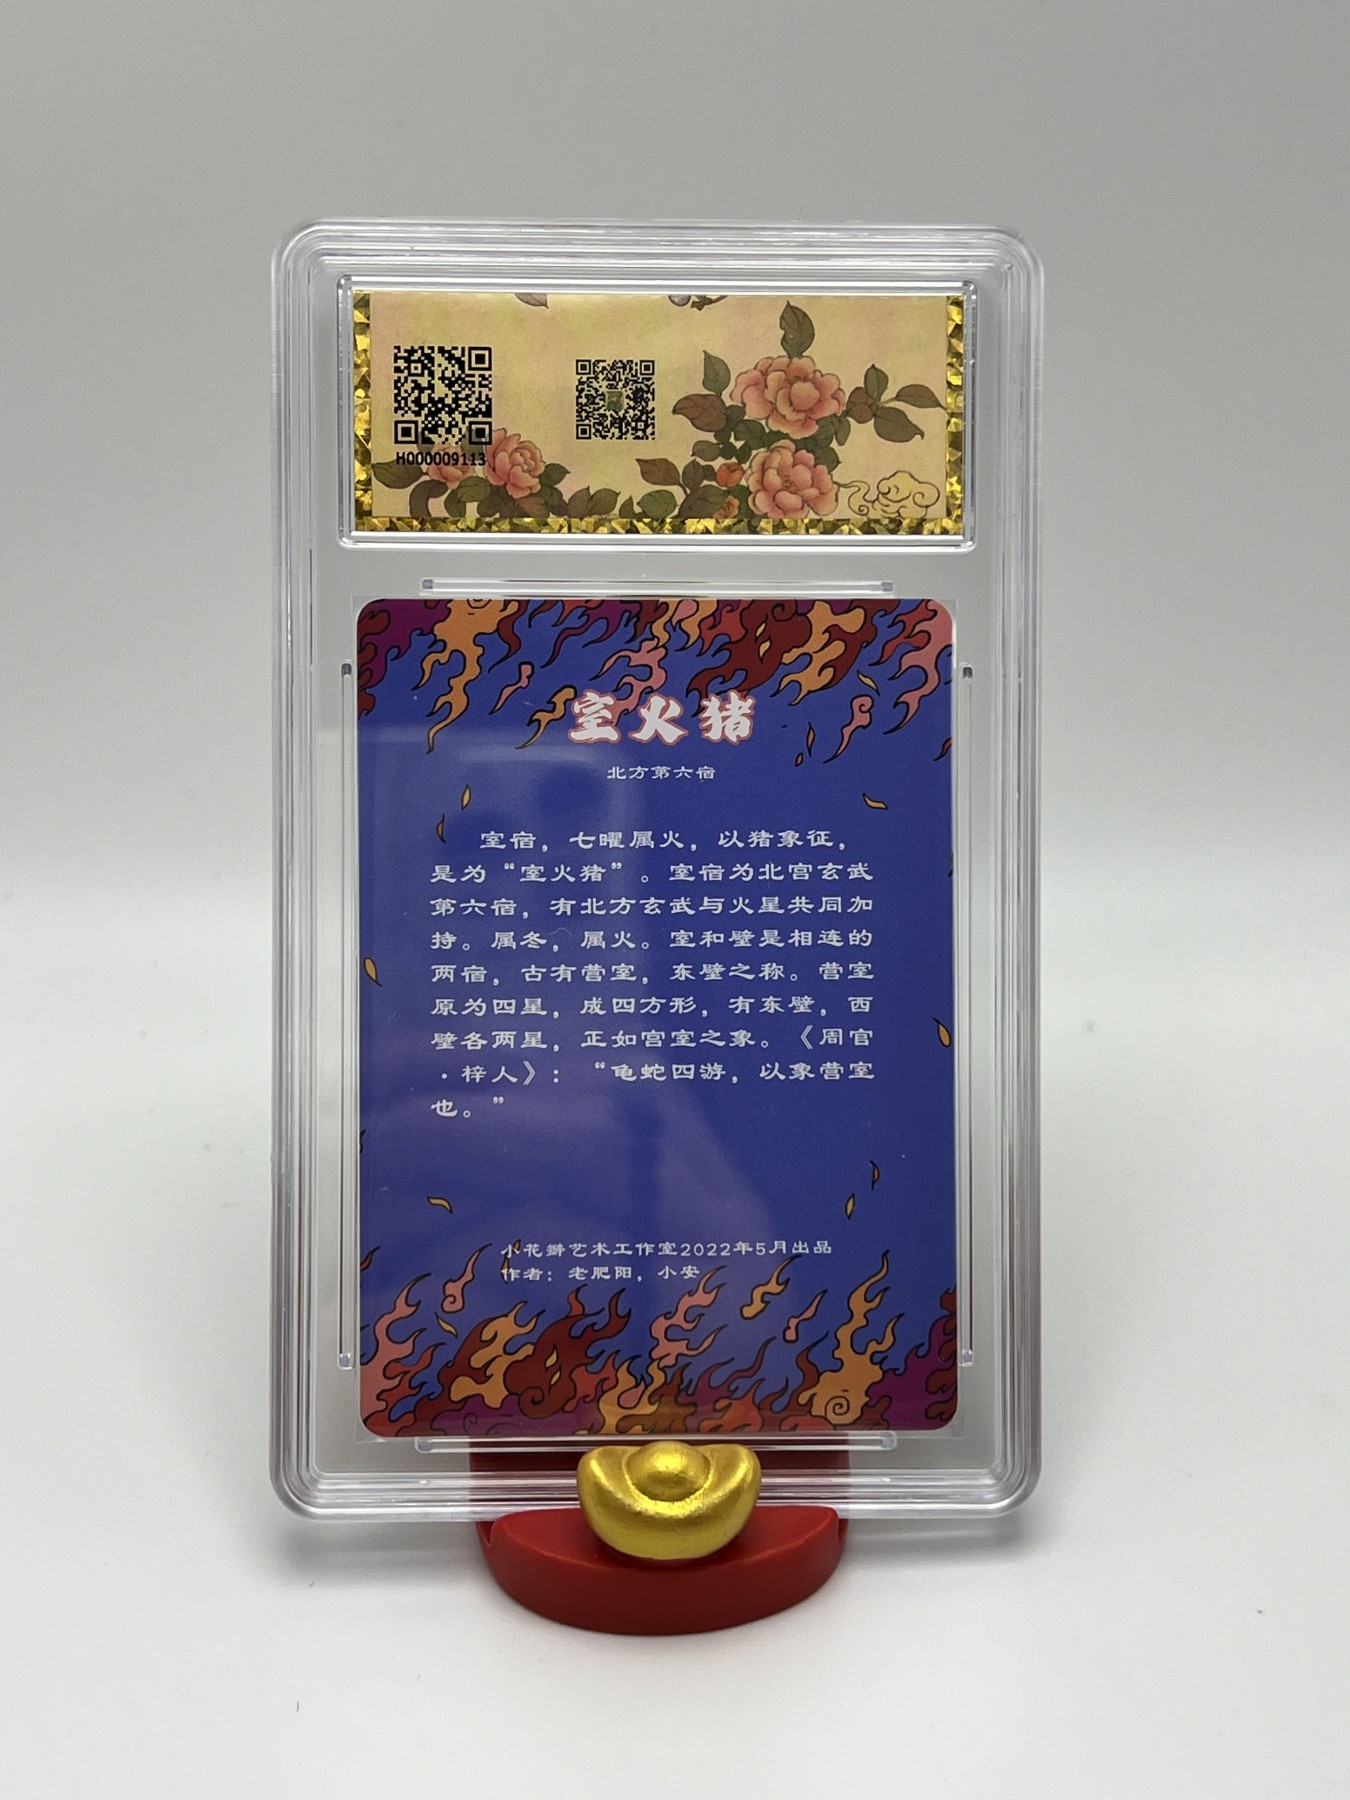 H000009113
室火猪
北方第六宿
室宿，七曜属火，以猪象征，
是为“室火猪”。室宿为北宫玄武
第六宿，有北方玄武与火星共同加
持。属冬，属火。室和壁是相连的
两宿，古有营室，东壁之称。营室
原为四星，成四方形，有东壁，西
壁各两星，正如宫室之象。《周官
·梓人》：“龟蛇四游，以象营室
也。”
小花瓣艺术工作室2022年5月出品
作者：老肥阳，小安